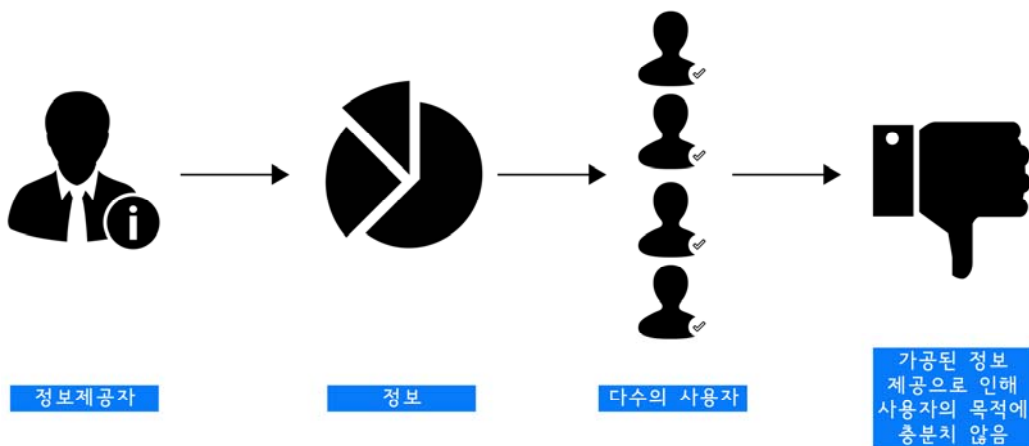 정보제공자
정보
다수의 사용자
가공된 정보
제공으로 인해
사용자의 목적에
충분치 않음